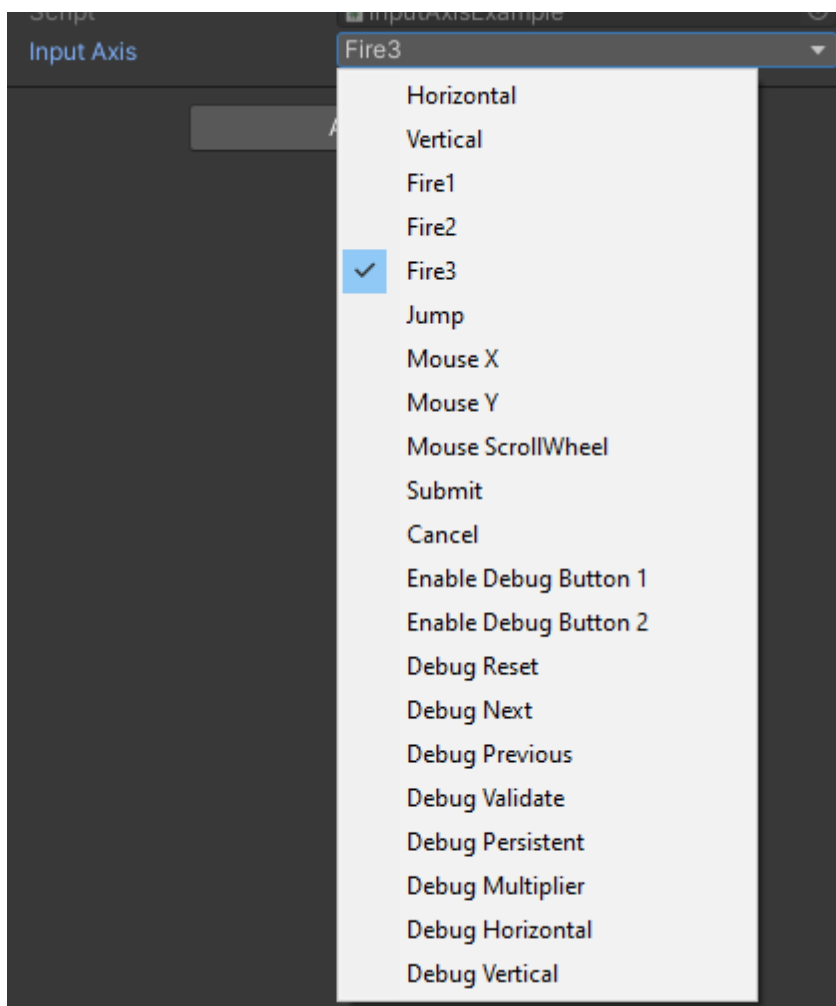 Script InputAxisExample
Input Axis Fire3
Horizontal
Vertical
Fire1
Fire2
Fire3
Jump
Mouse X
Mouse Y
Mouse ScrollWheel
Submit
Cancel
Enable Debug Button 1
Enable Debug Button 2
Debug Reset
Debug Next
Debug Previous
Debug Validate
Debug Persistent
Debug Multiplier
Debug Horizontal
Debug Vertical